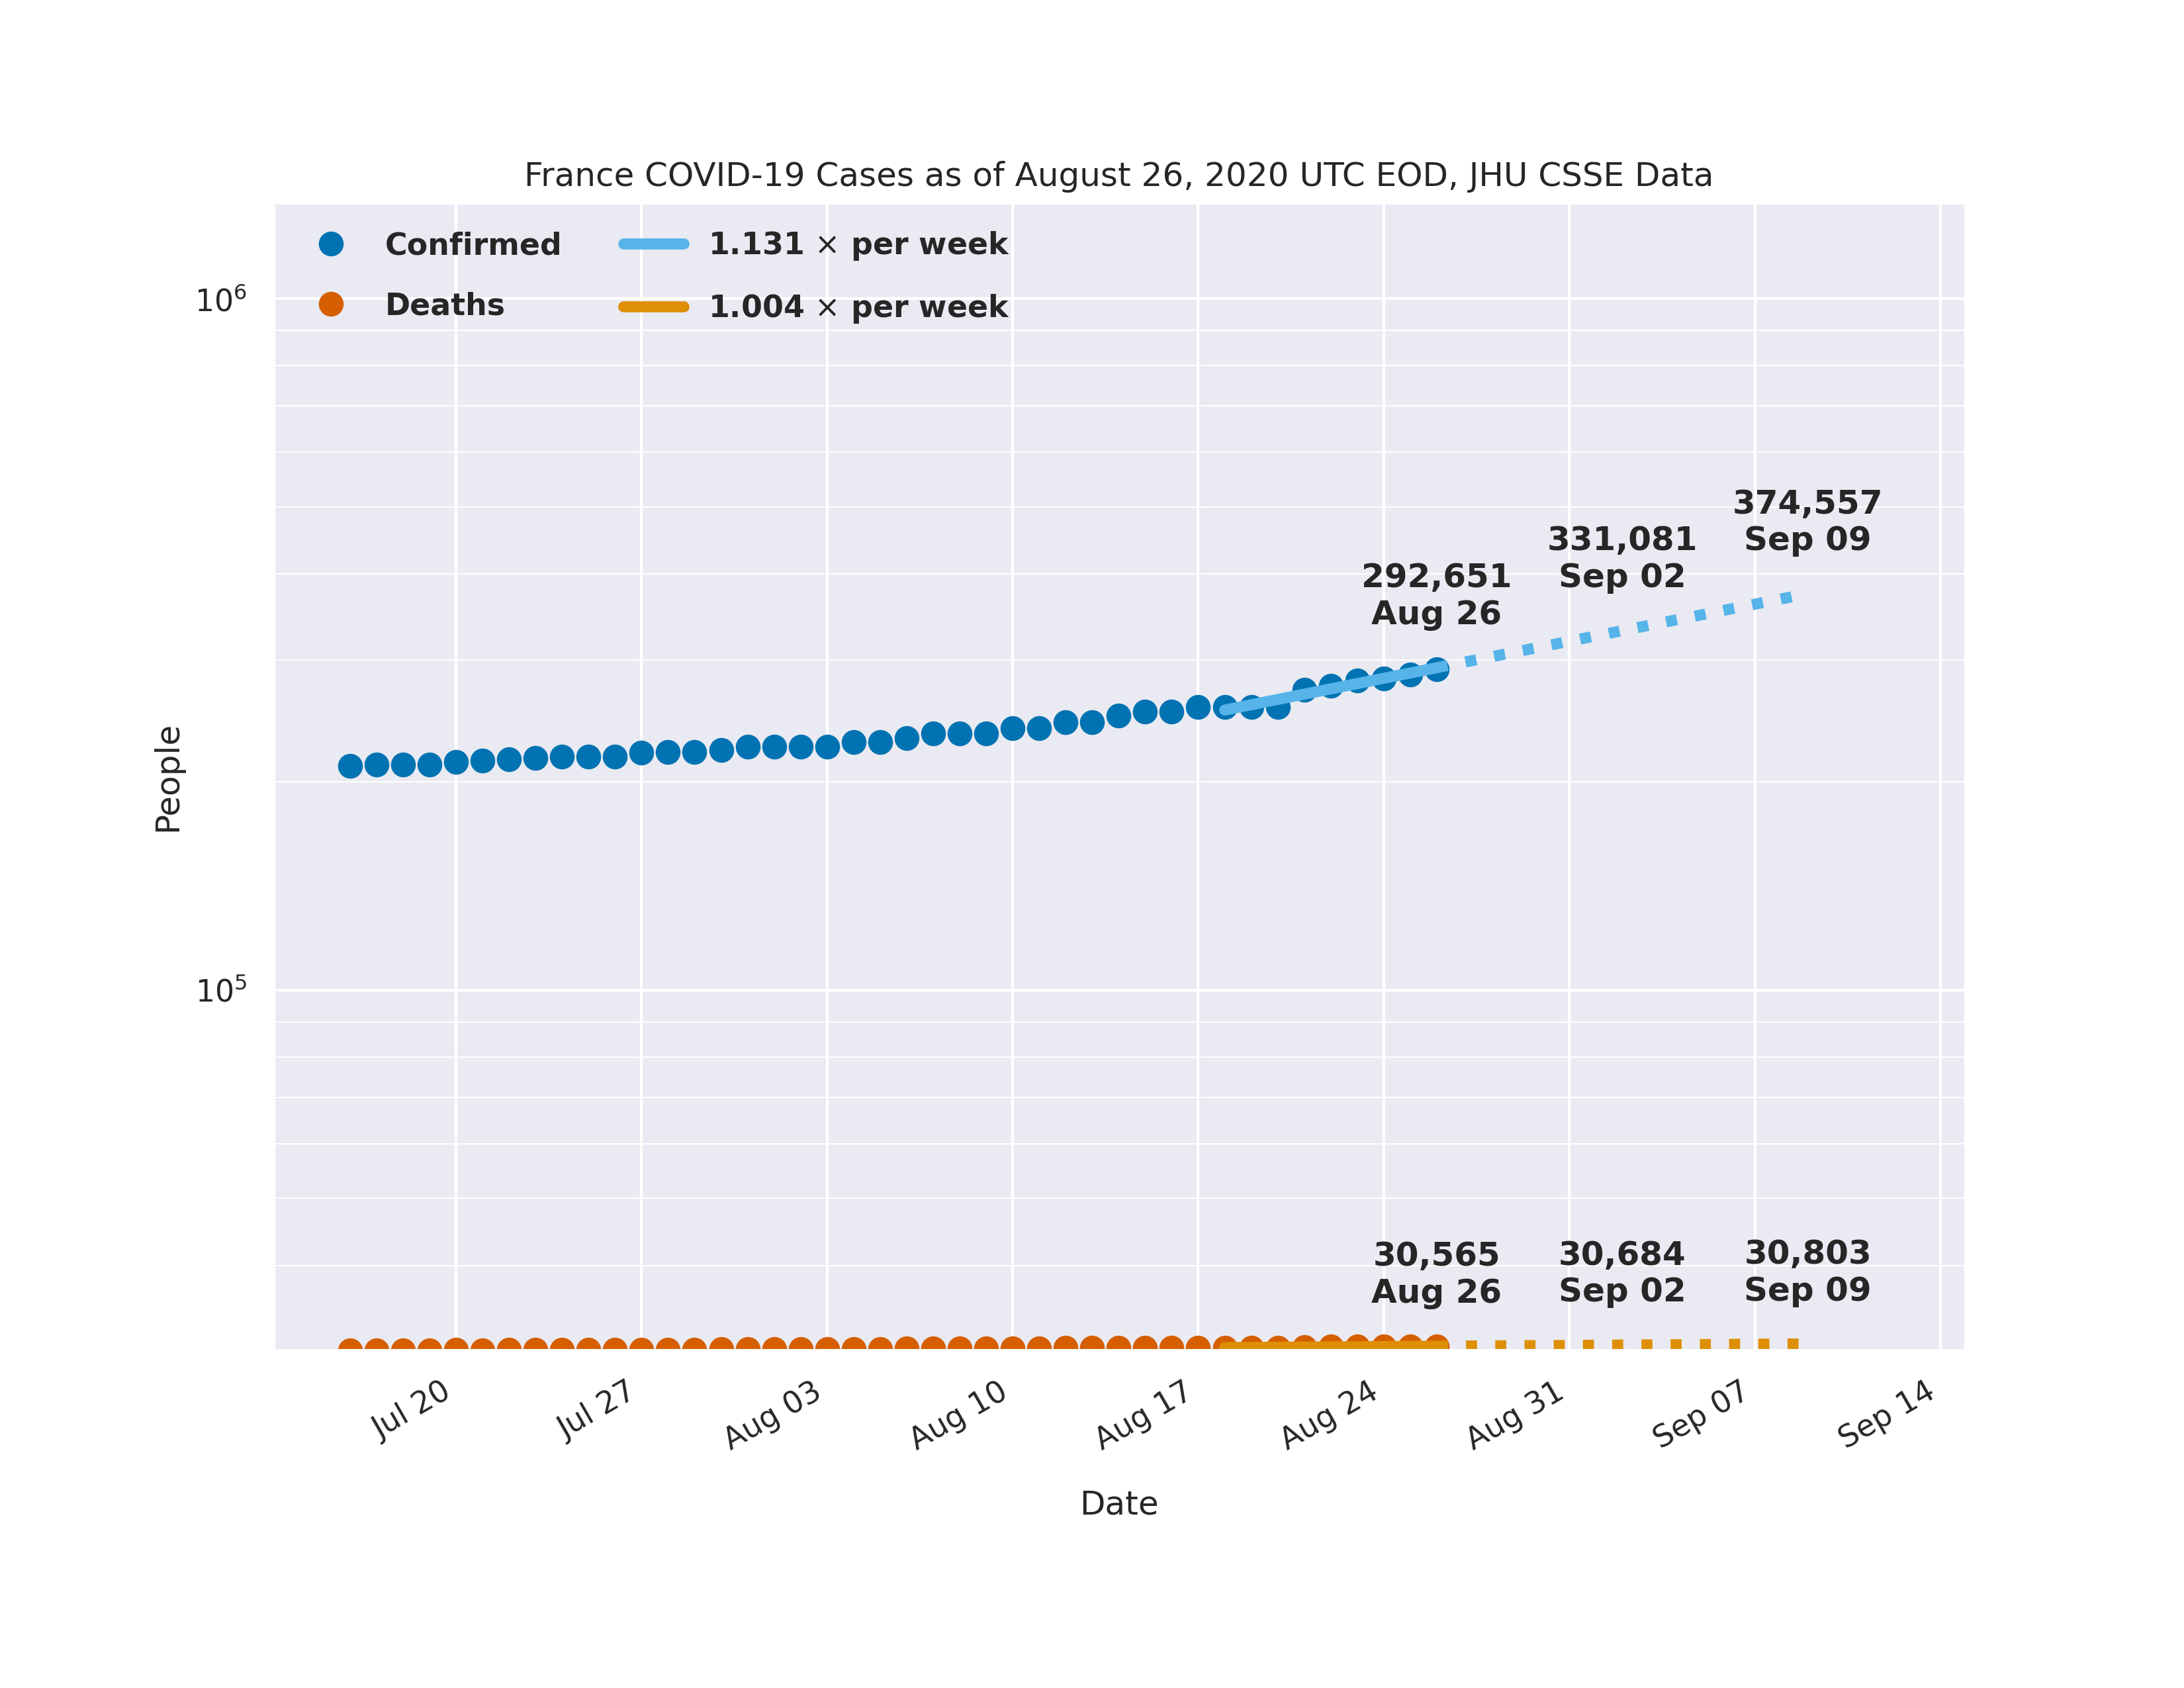 France COVID-19 Cases as of August 26, 2020 UTC EOD, JHU CSSE Data
Confirmed
Deaths
1.131 × per week
1.004 × per week
10⁶
10⁵
People
292,651
Aug 26
331,081
Sep 02
374,557
Sep 09
30,565
Aug 26
30,684
Sep 02
30,803
Sep 09
Jul 20
Jul 27
Aug 03
Aug 10
Aug 17
Aug 24
Aug 31
Sep 07
Sep 14
Date